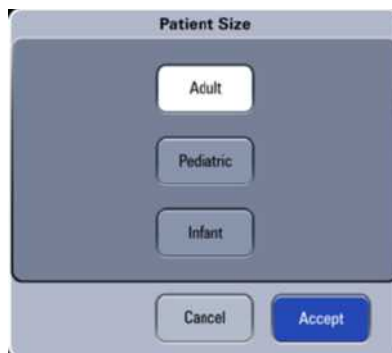 Patient Size
Adult
Pediatric
Infant
Cancel Accept